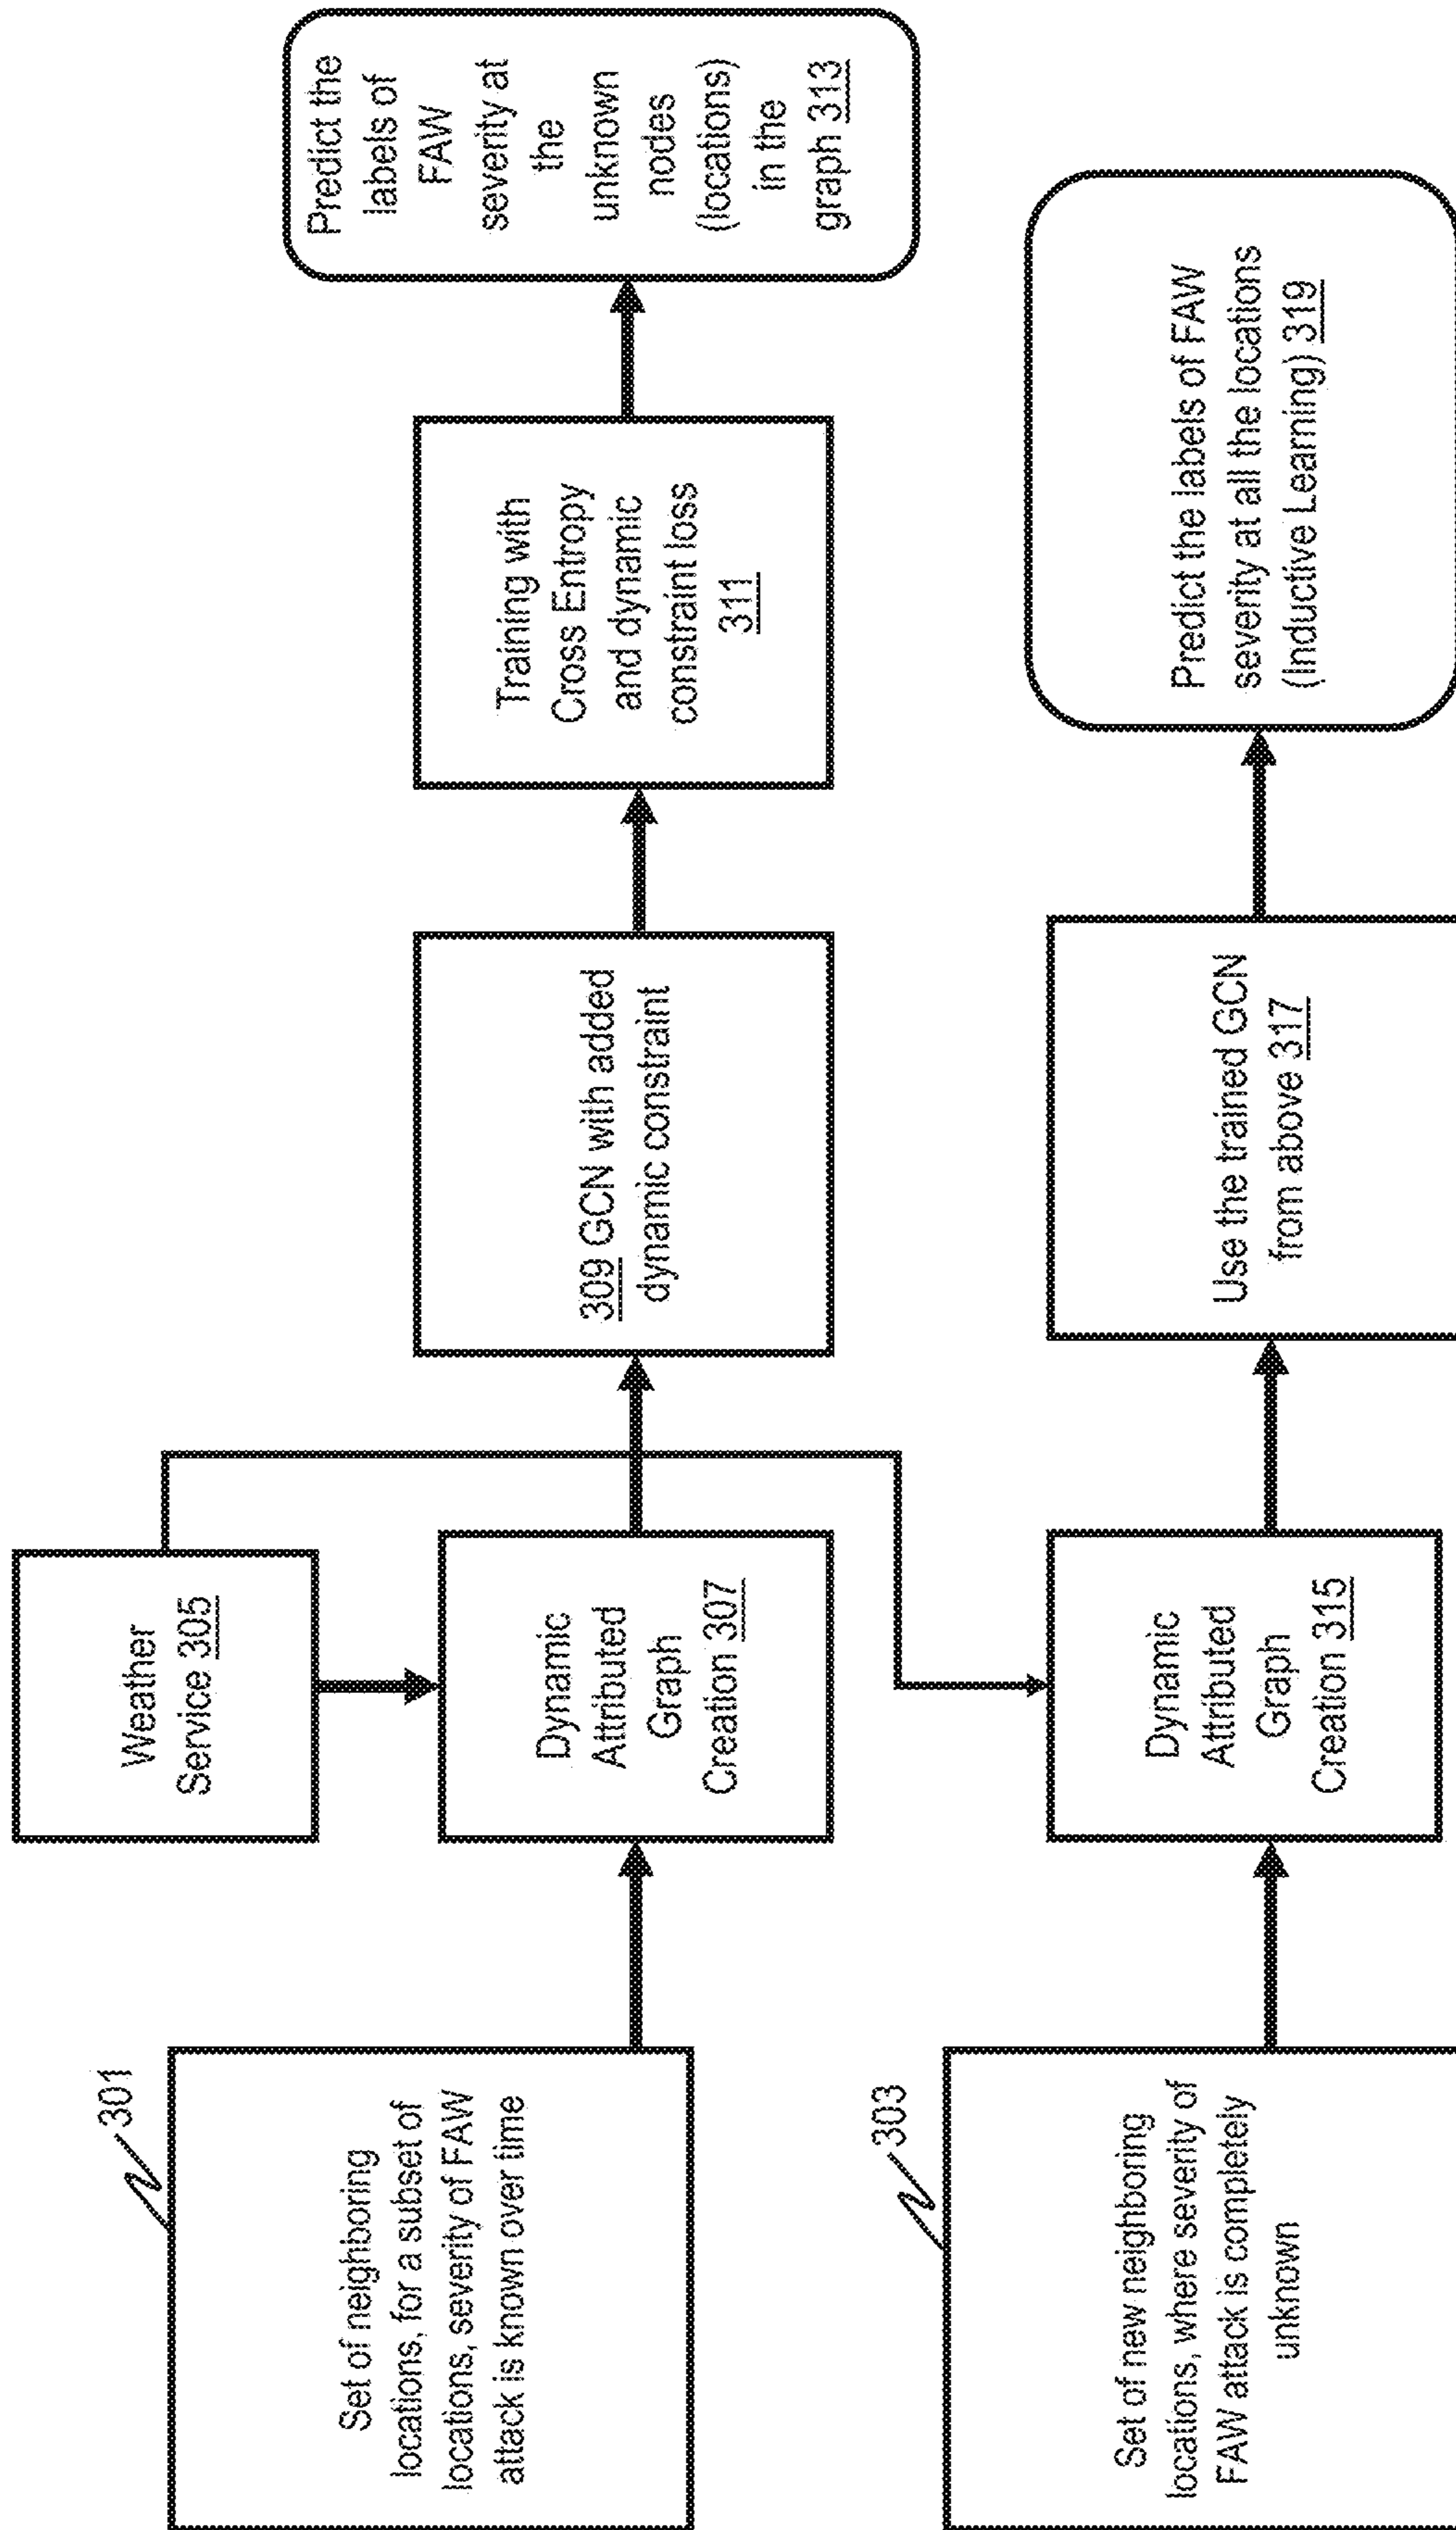 Weather
Service 305
301
Set of neighboring
locations, for a subset of
locations, severity of FAW
attack is known over time
Dynamic
Attributed
Graph
Creation 307
309 GCN with added
dynamic constraint
Training with
Cross Entropy
and dynamic
constraint loss
311
Predict the
labels of
FAW
severity at
the
unknown
nodes
(locations)
in the
graph 313
303
Set of new neighboring
locations, where severity of
FAW attack is completely
unknown
Dynamic
Attributed
Graph
Creation 315
Use the trained GCN
from above 317
Predict the labels of FAW
severity at all the locations
(Inductive Learning) 319